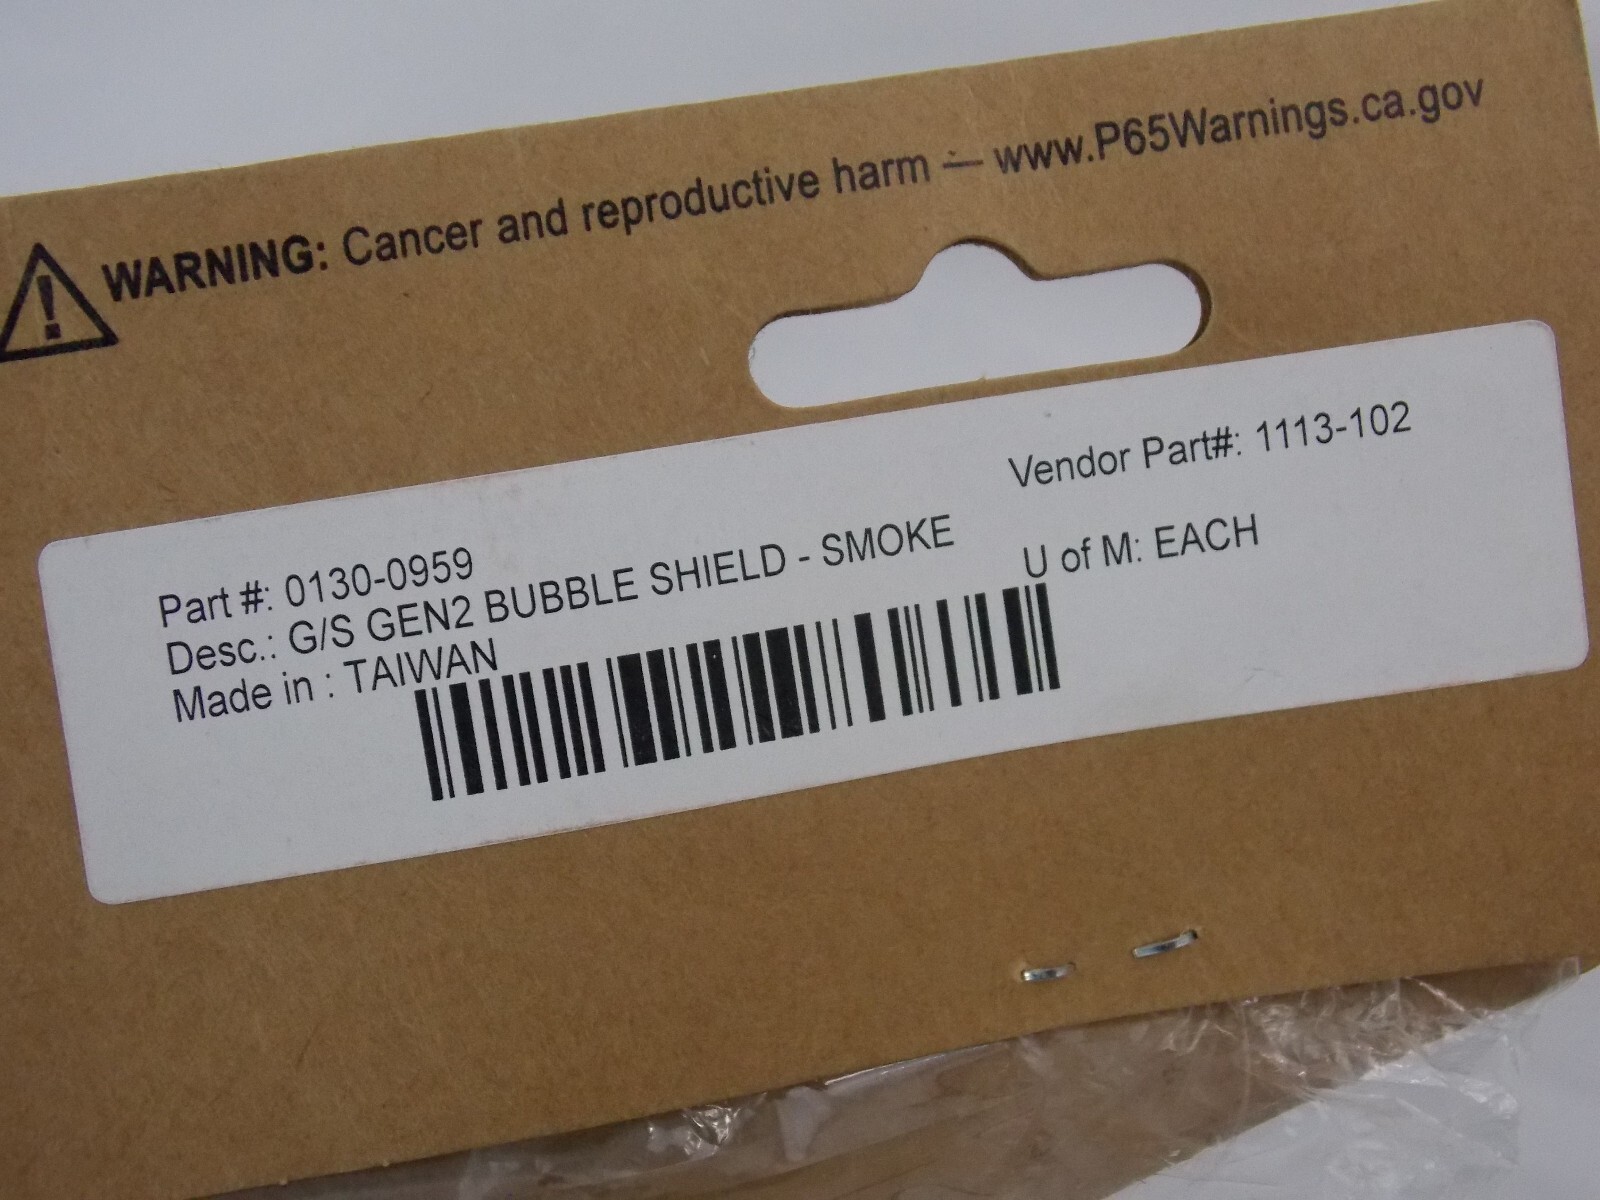 WARNING: Cancer and reproductive harm — www.P65Warnings.ca.gov
Vendor Part#: 1113-102
Part #: 0130-0959
Desc.: G/S GEN2 BUBBLE SHIELD - SMOKE
U of M: EACH
Made in : TAIWAN